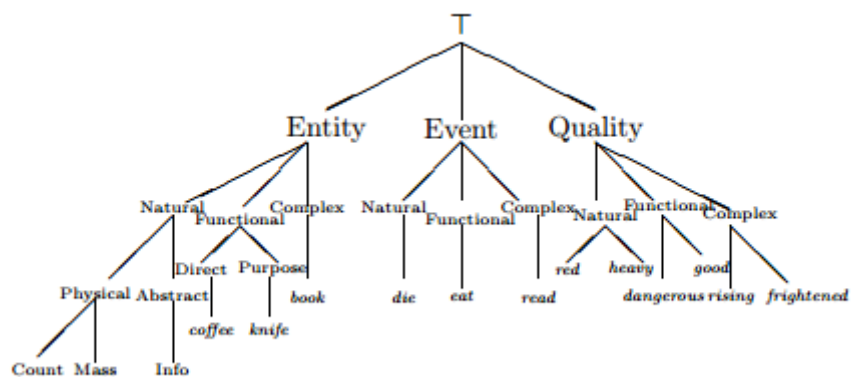 ⊤
Entity Event Quality
Natural Functional Complex Natural Functional Complex Natural Functional Complex
Direct Purpose red heavy good
Physical Abstract book die eat read dangerous rising frightened
coffee knife
Count Mass Info